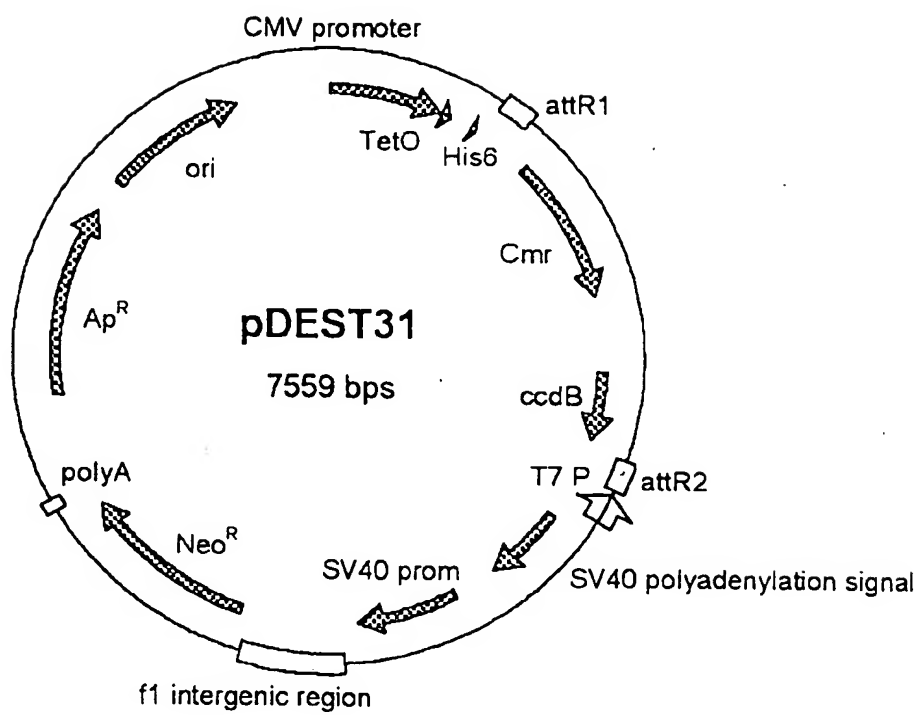 CMV promoter
attR1
TetO
His6
ori
Cmr
Ap^R
pDEST31
7559 bps
ccdB
T7 P
attR2
polyA
Neo^R
SV40 prom
SV40 polyadenylation signal
f1 intergenic region